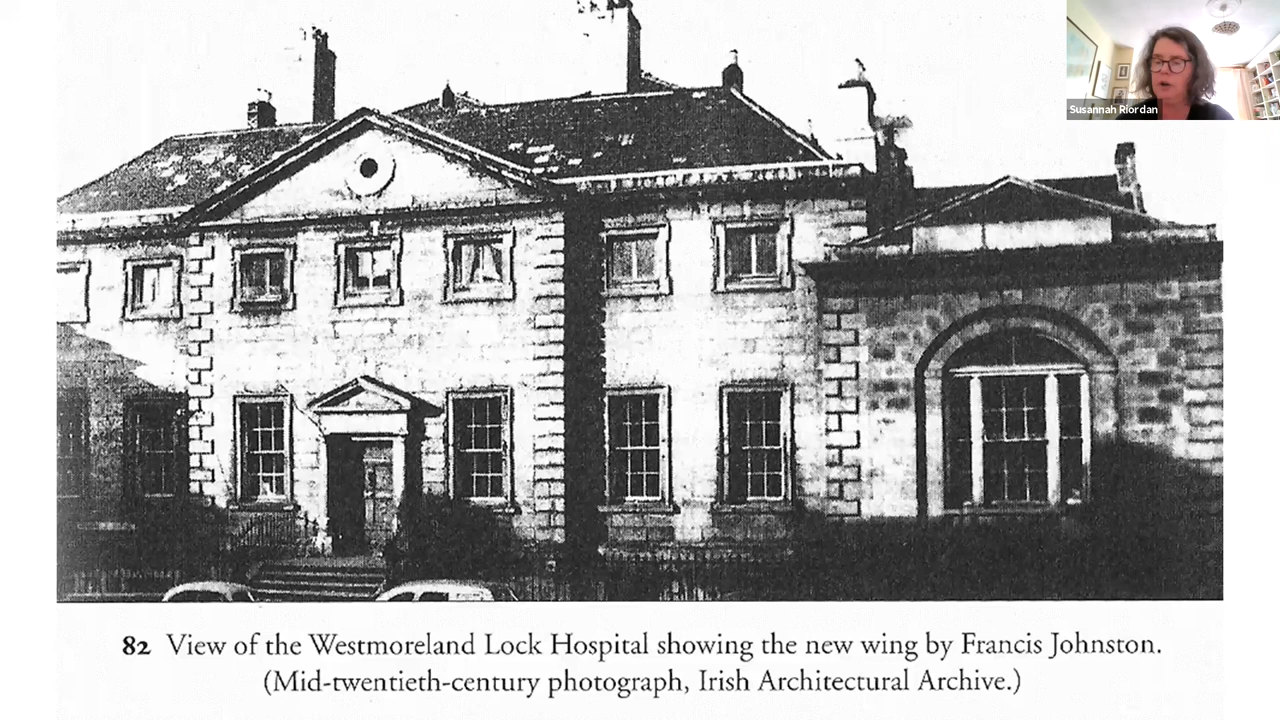 Susannah Riordan
82 View of the Westmoreland Lock Hospital showing the new wing by Francis Johnston.
(Mid-twentieth-century photograph, Irish Architectural Archive.)